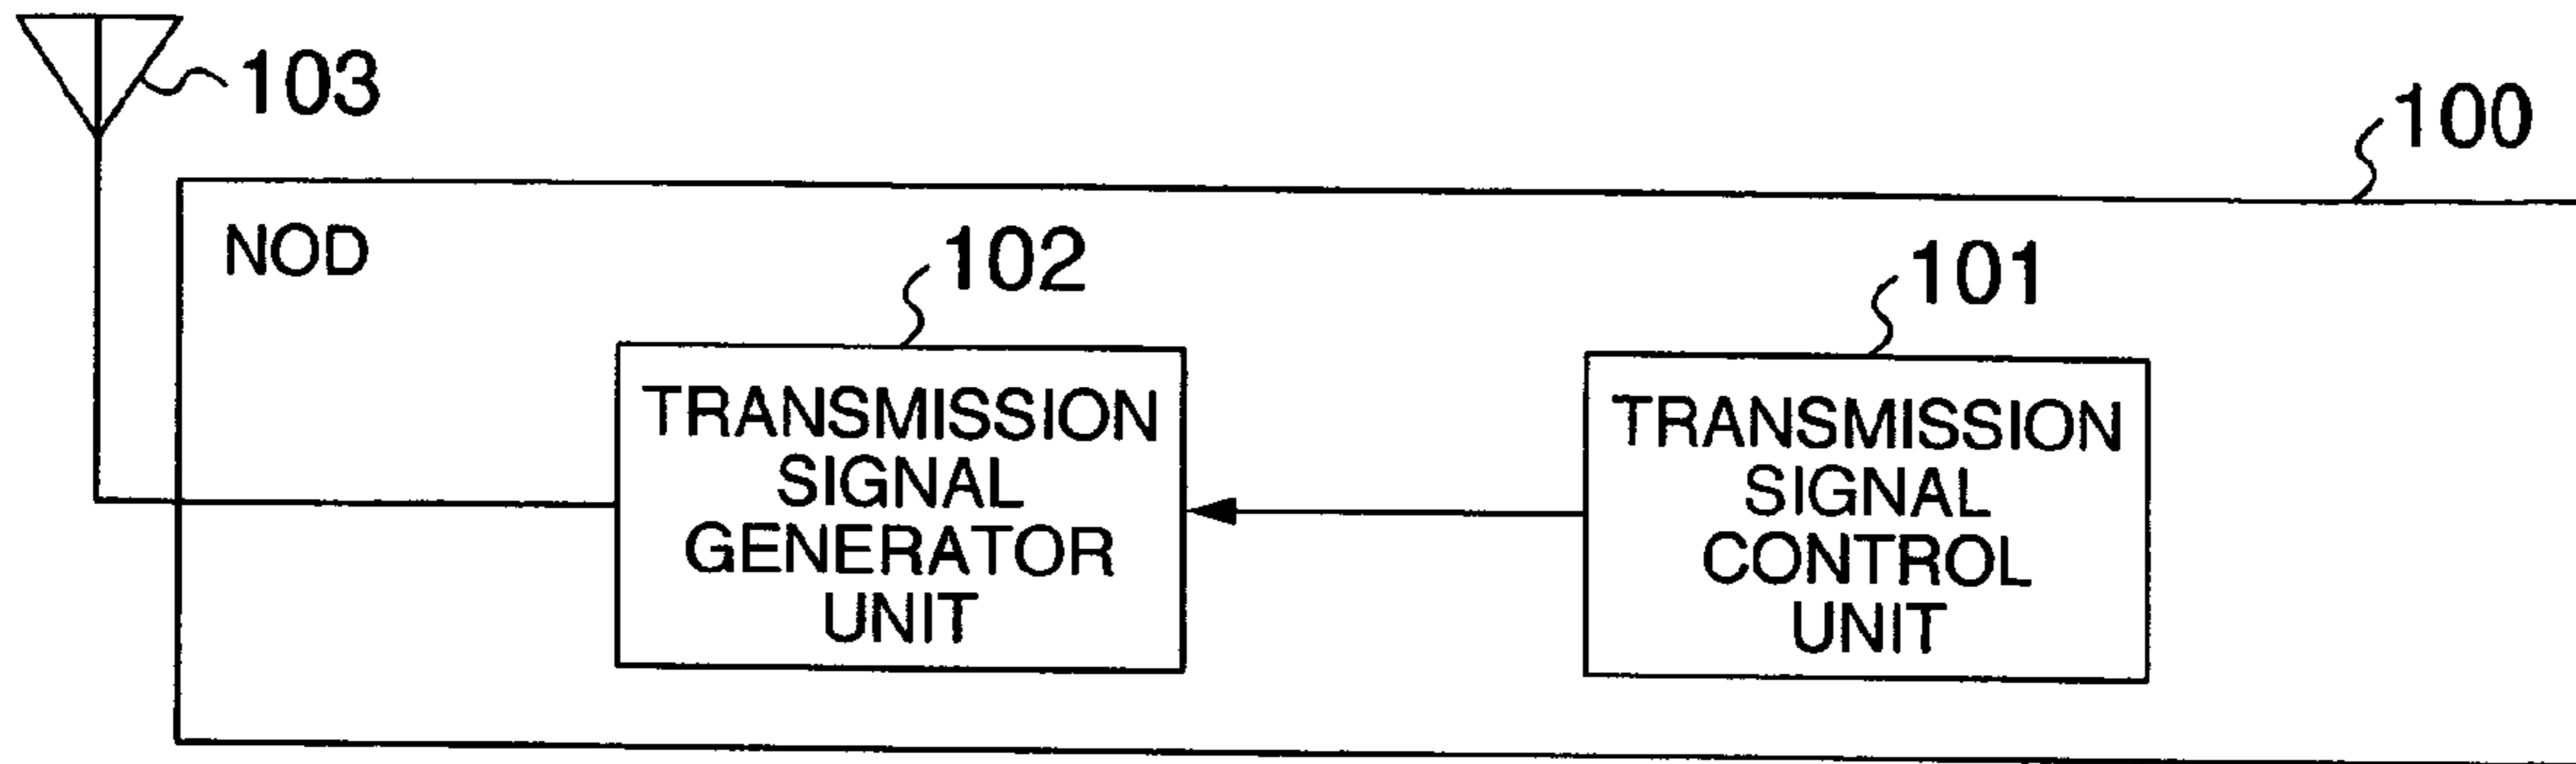 103
100
NOD
102
101
TRANSMISSION
SIGNAL
GENERATOR
UNIT
TRANSMISSION
SIGNAL
CONTROL
UNIT